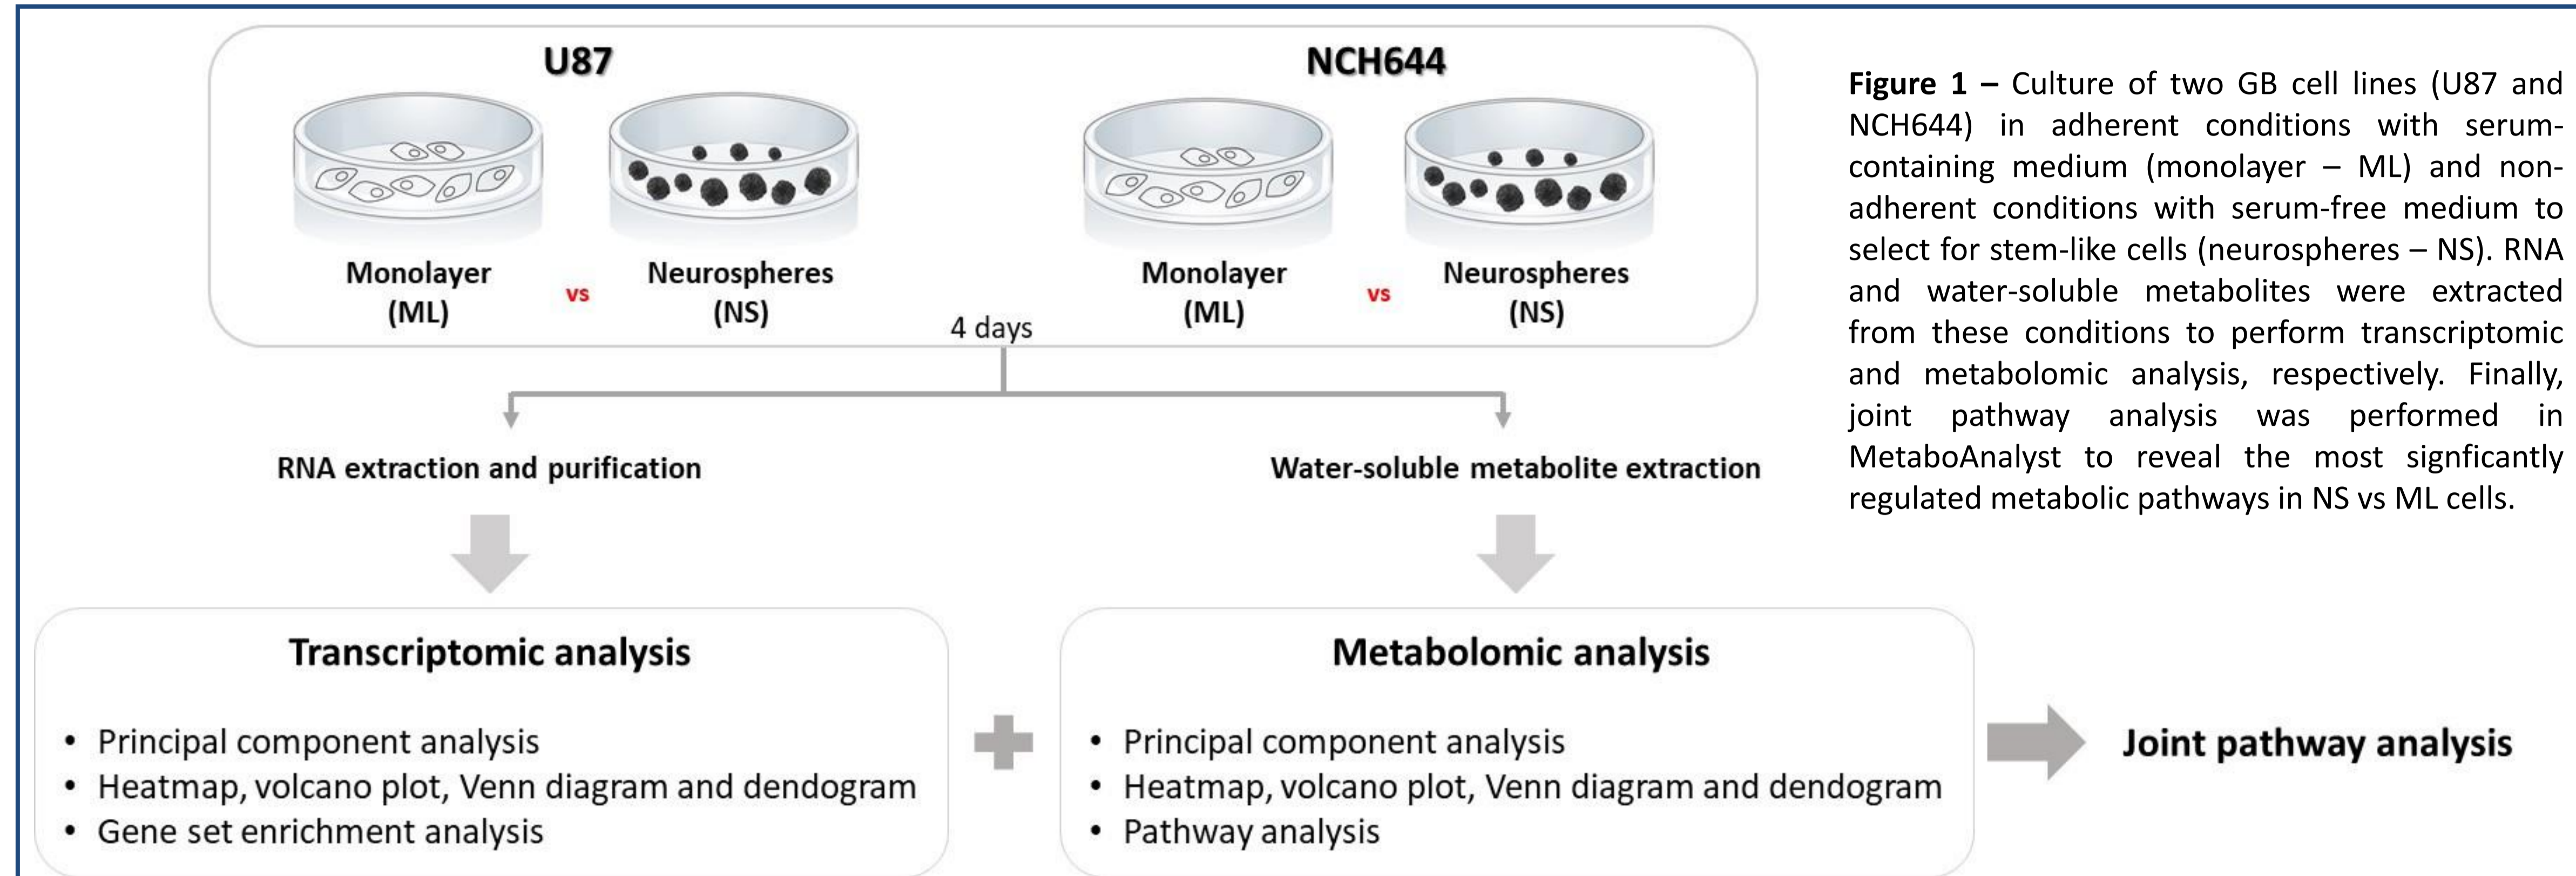 U87
NCH644
Monolayer
(ML)
vs
Neurospheres
(NS)
Monolayer
(ML)
vs
Neurospheres
(NS)
4 days
RNA extraction and purification
Water-soluble metabolite extraction
Transcriptomic analysis
• Principal component analysis
• Heatmap, volcano plot, Venn diagram and dendogram
• Gene set enrichment analysis
Metabolomic analysis
• Principal component analysis
• Heatmap, volcano plot, Venn diagram and dendogram
• Pathway analysis
Joint pathway analysis
Figure 1 – Culture of two GB cell lines (U87 and
NCH644) in adherent conditions with serum-
containing medium (monolayer – ML) and non-
adherent conditions with serum-free medium to
select for stem-like cells (neurospheres – NS). RNA
and water-soluble metabolites were extracted
from these conditions to perform transcriptomic
and metabolomic analysis, respectively. Finally,
joint pathway analysis was performed in
MetaboAnalyst to reveal the most signficantly
regulated metabolic pathways in NS vs ML cells.